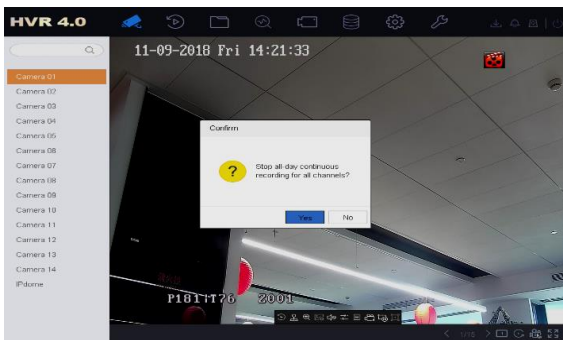 HVR 4.0
11-09-2018 Fri 14:21:33
Camera 01
Camera 02
Camera 03
Camera 04
Camera 05
Camera 06
Camera 07
Camera 08
Camera 09
Camera 10
Camera 11
Camera 12
Camera 13
Camera 14
IPdome
Confirm
Stop all-day continuous
recording for all channels?
Yes
No
1/16